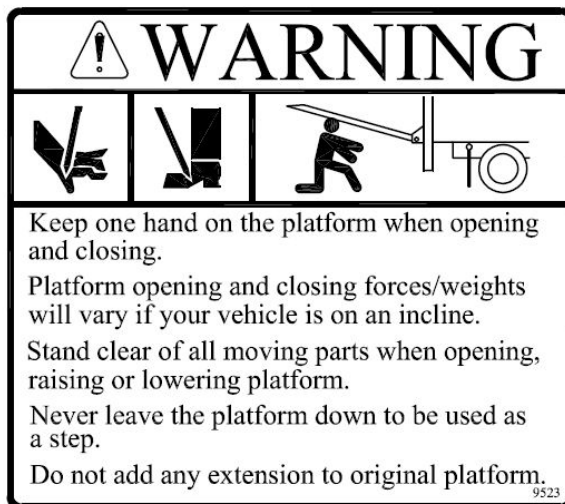 WARNING
Keep one hand on the platform when opening
and closing.
Platform opening and closing forces/weights
will vary if your vehicle is on an incline.
Stand clear of all moving parts when opening,
raising or lowering platform.
Never leave the platform down to be used as
a step.
Do not add any extension to original platform.
9523